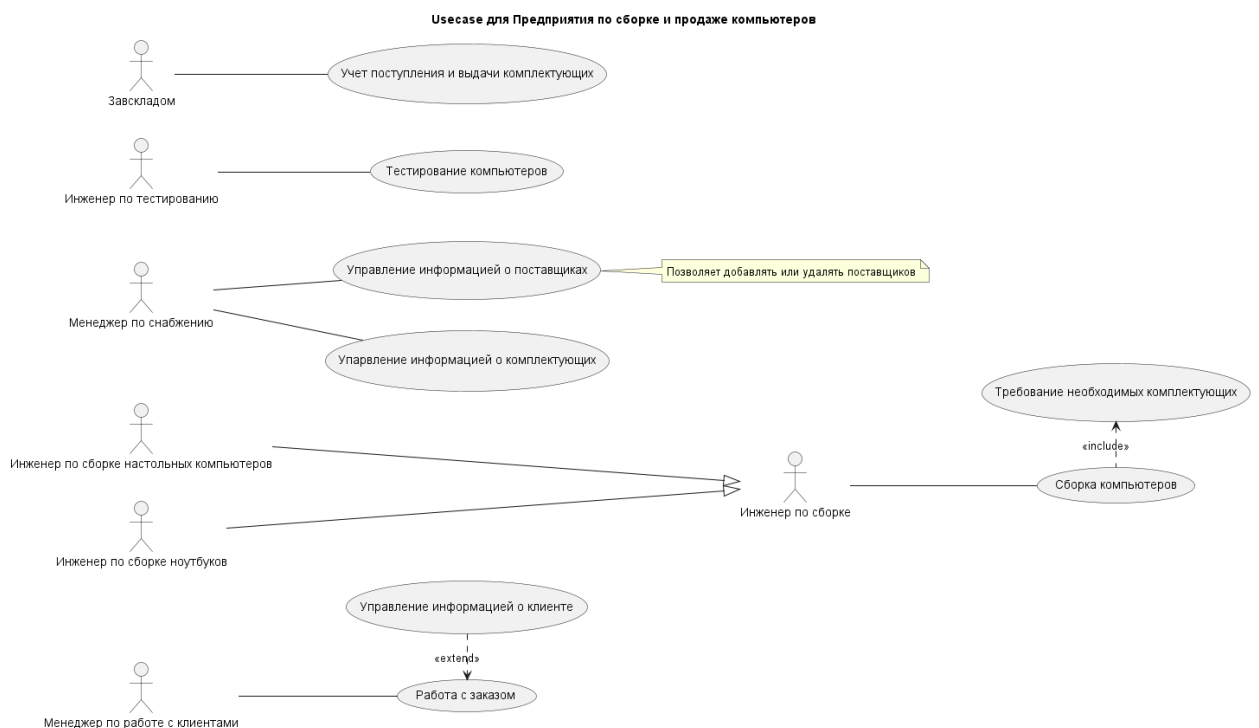 Usecase для Предприятия по сборке и продаже компьютеров
Завскладом
Учет поступления и выдачи комплектующих
Инженер по тестированию
Тестирование компьютеров
Менеджер по снабжению
Управление информацией о поставщиках
Позволяет добавлять или удалять поставщиков
Упарвление информацией о комплектующих
Инженер по сборке настольных компьютеров
Инженер по сборке ноутбуков
Инженер по сборке
Требование необходимых комплектующих
«include»
Сборка компьютеров
Управление информацией о клиенте
«extend»
Работа с заказом
Менеджер по работе с клиентами